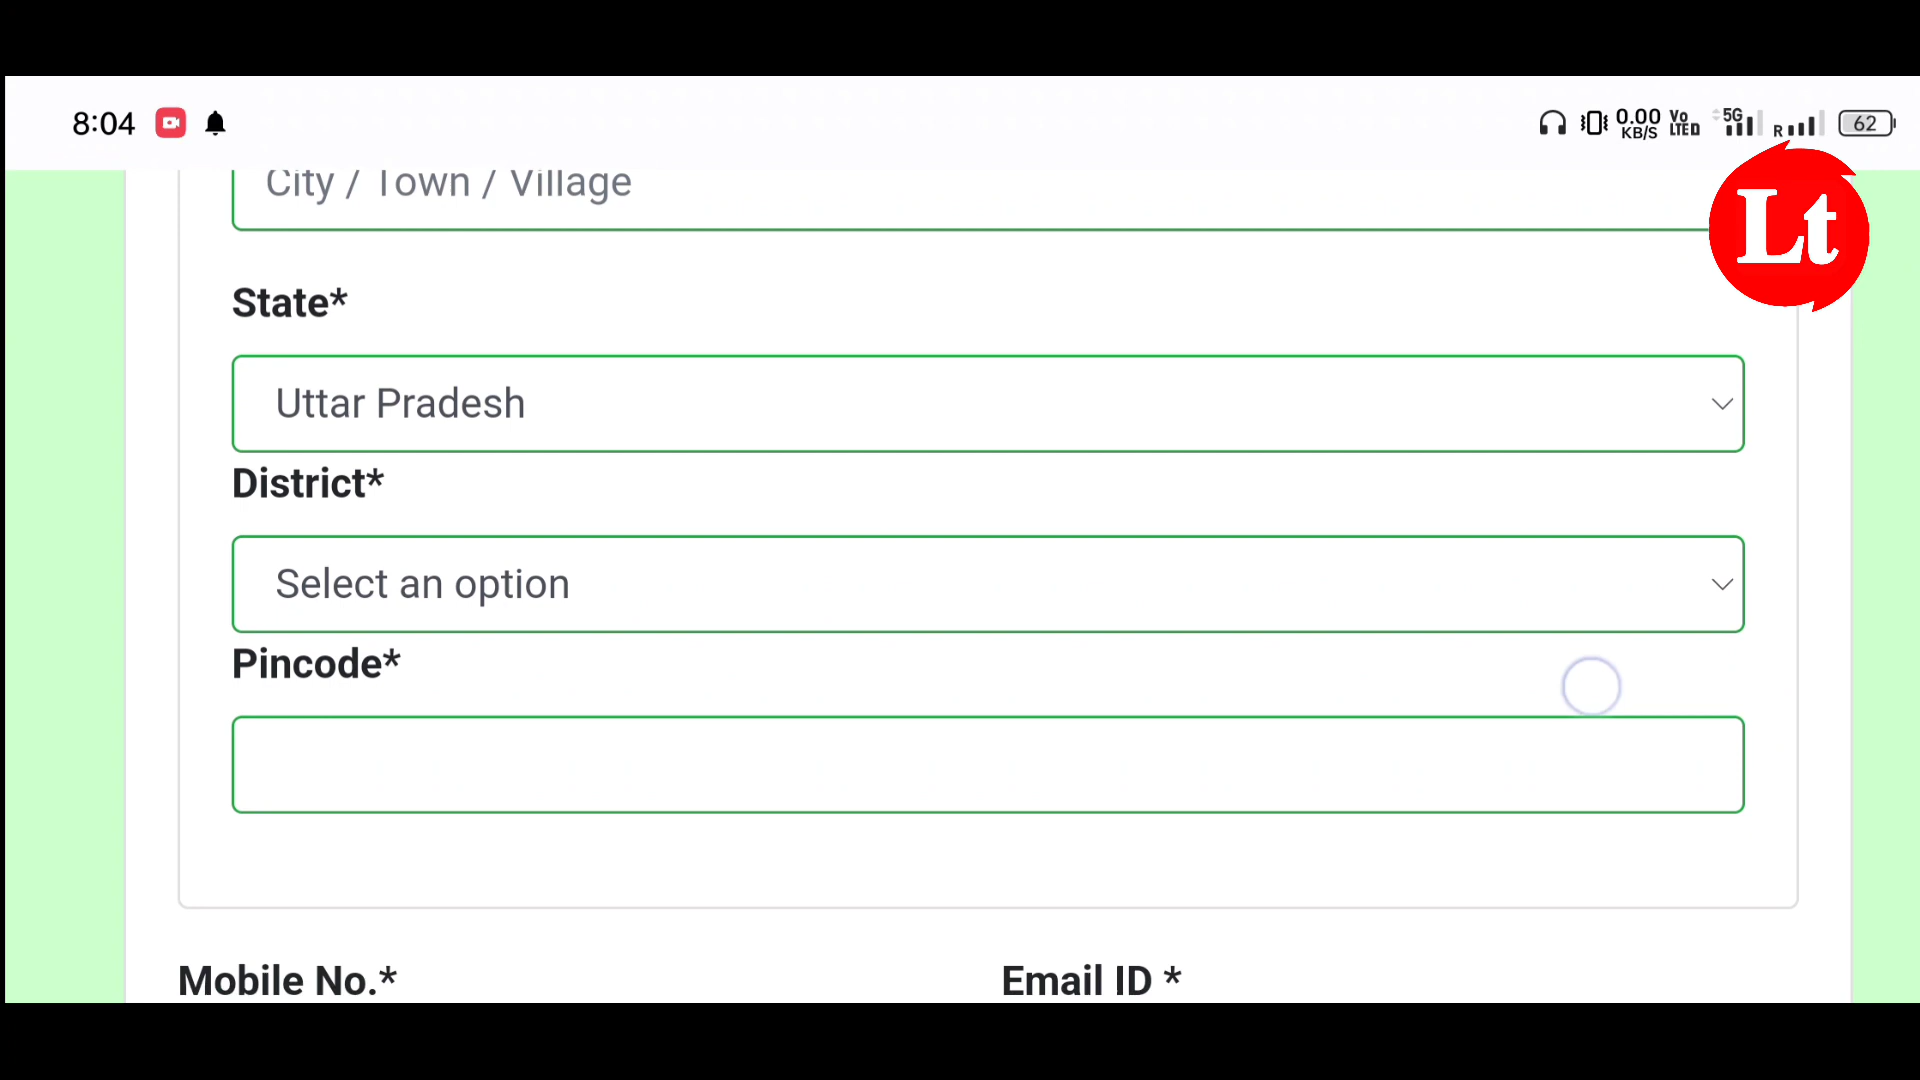 8:04
0.00
KB/S
Vo
LTED
5G
R
62
City / Town / Village
Lt
State*
Uttar Pradesh
District*
Select an option
Pincode*
Mobile No.*
Email ID *